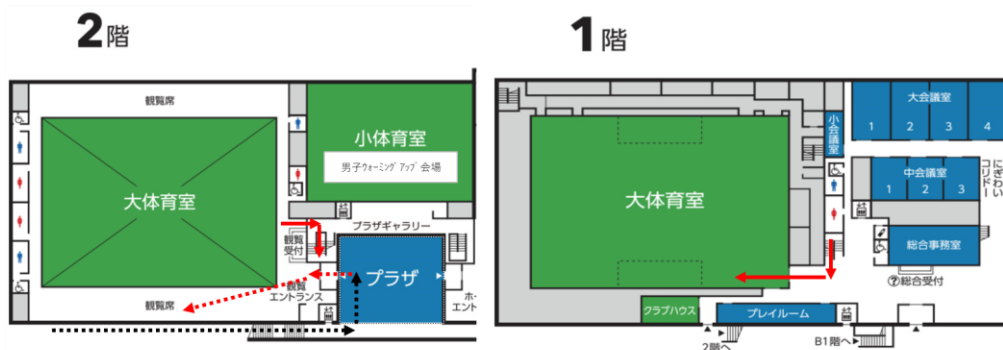 2階
観覧席
小体育室
男子ウォーミングアップ会場
大体育室
プラザギャラリー
観覧
受付
プラザ
観覧
エントランス
観覧席
ホ-
エント
1階
大会議室
1
2
3
4
小会議室
中会議室
1
2
3
にぎわい
コリドー
大体育室
総合事務室
⑦総合受付
クラブハウス
プレイルーム
2階へ
B1階へ